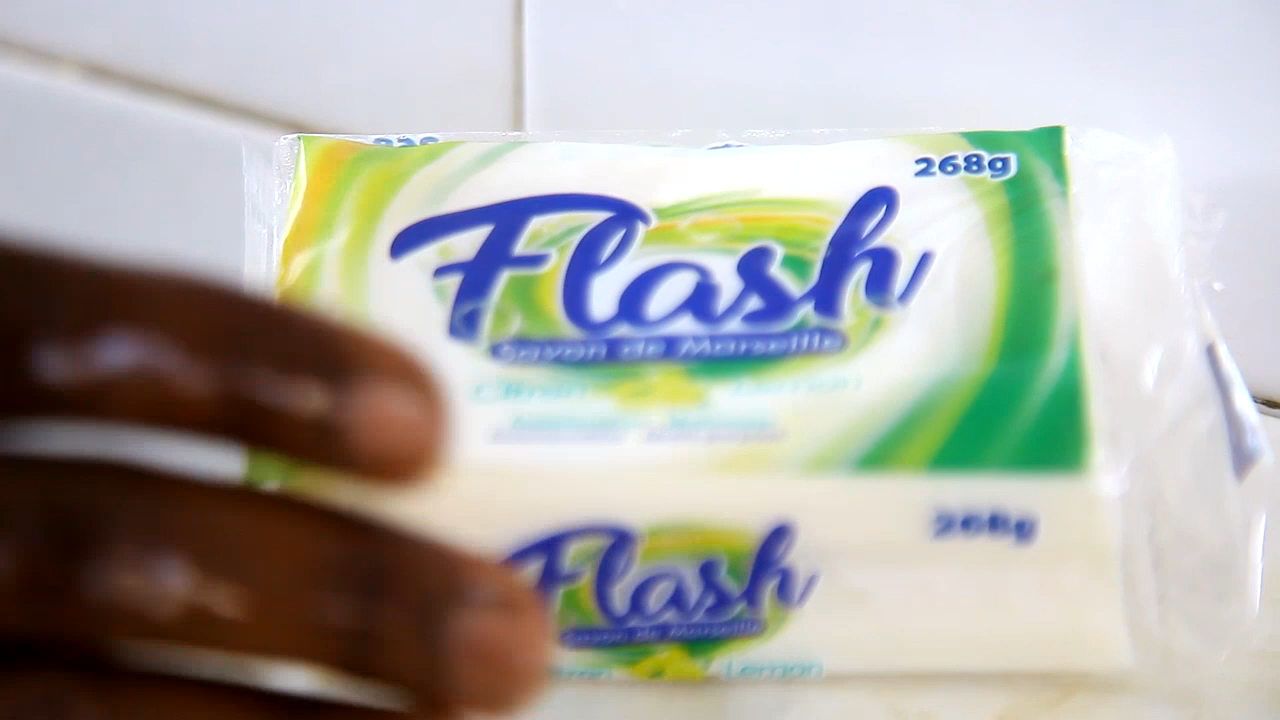 268g
Flash
Savon de Marseille
Citron Lemon
268g
Flash
Savon de Marseille
Lemon